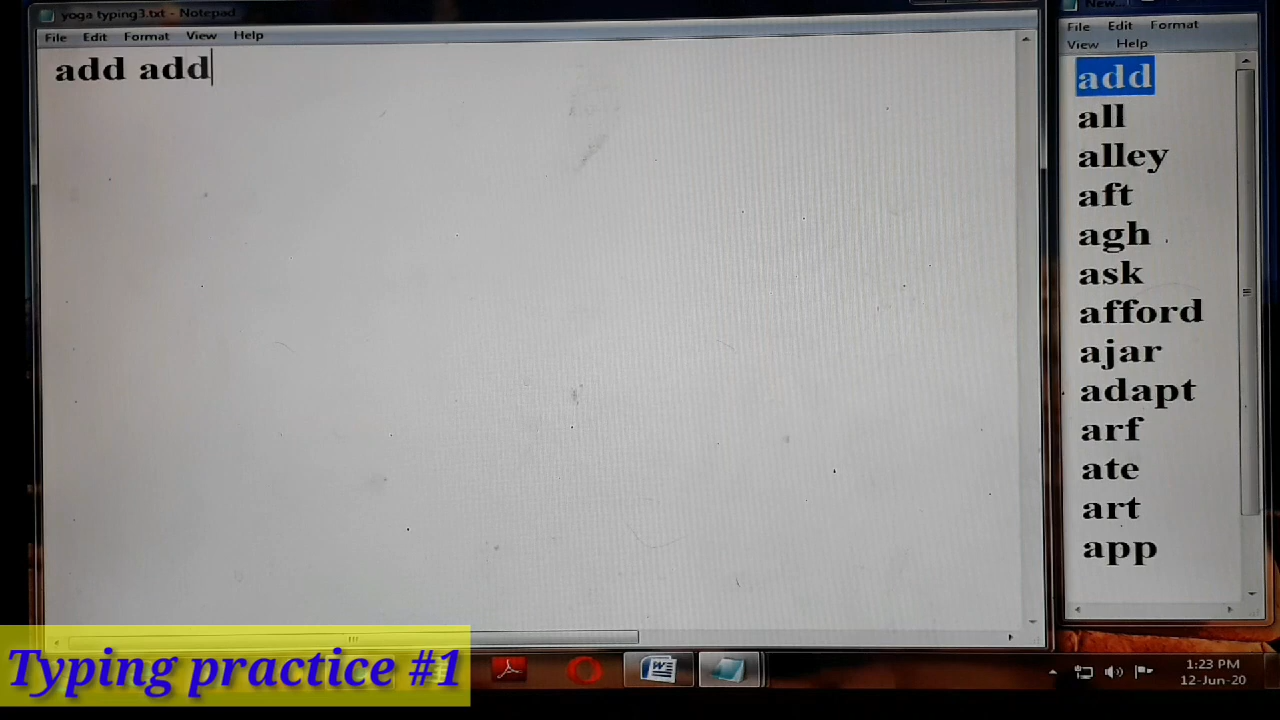 yoga typing3.txt - Notepad
File Edit Format View Help
add add
New...
File Edit Format
View Help
add
all
alley
aft
agh
ask
afford
ajar
adapt
arf
ate
art
app
Typing practice #1
1:23 PM
12-Jun-20